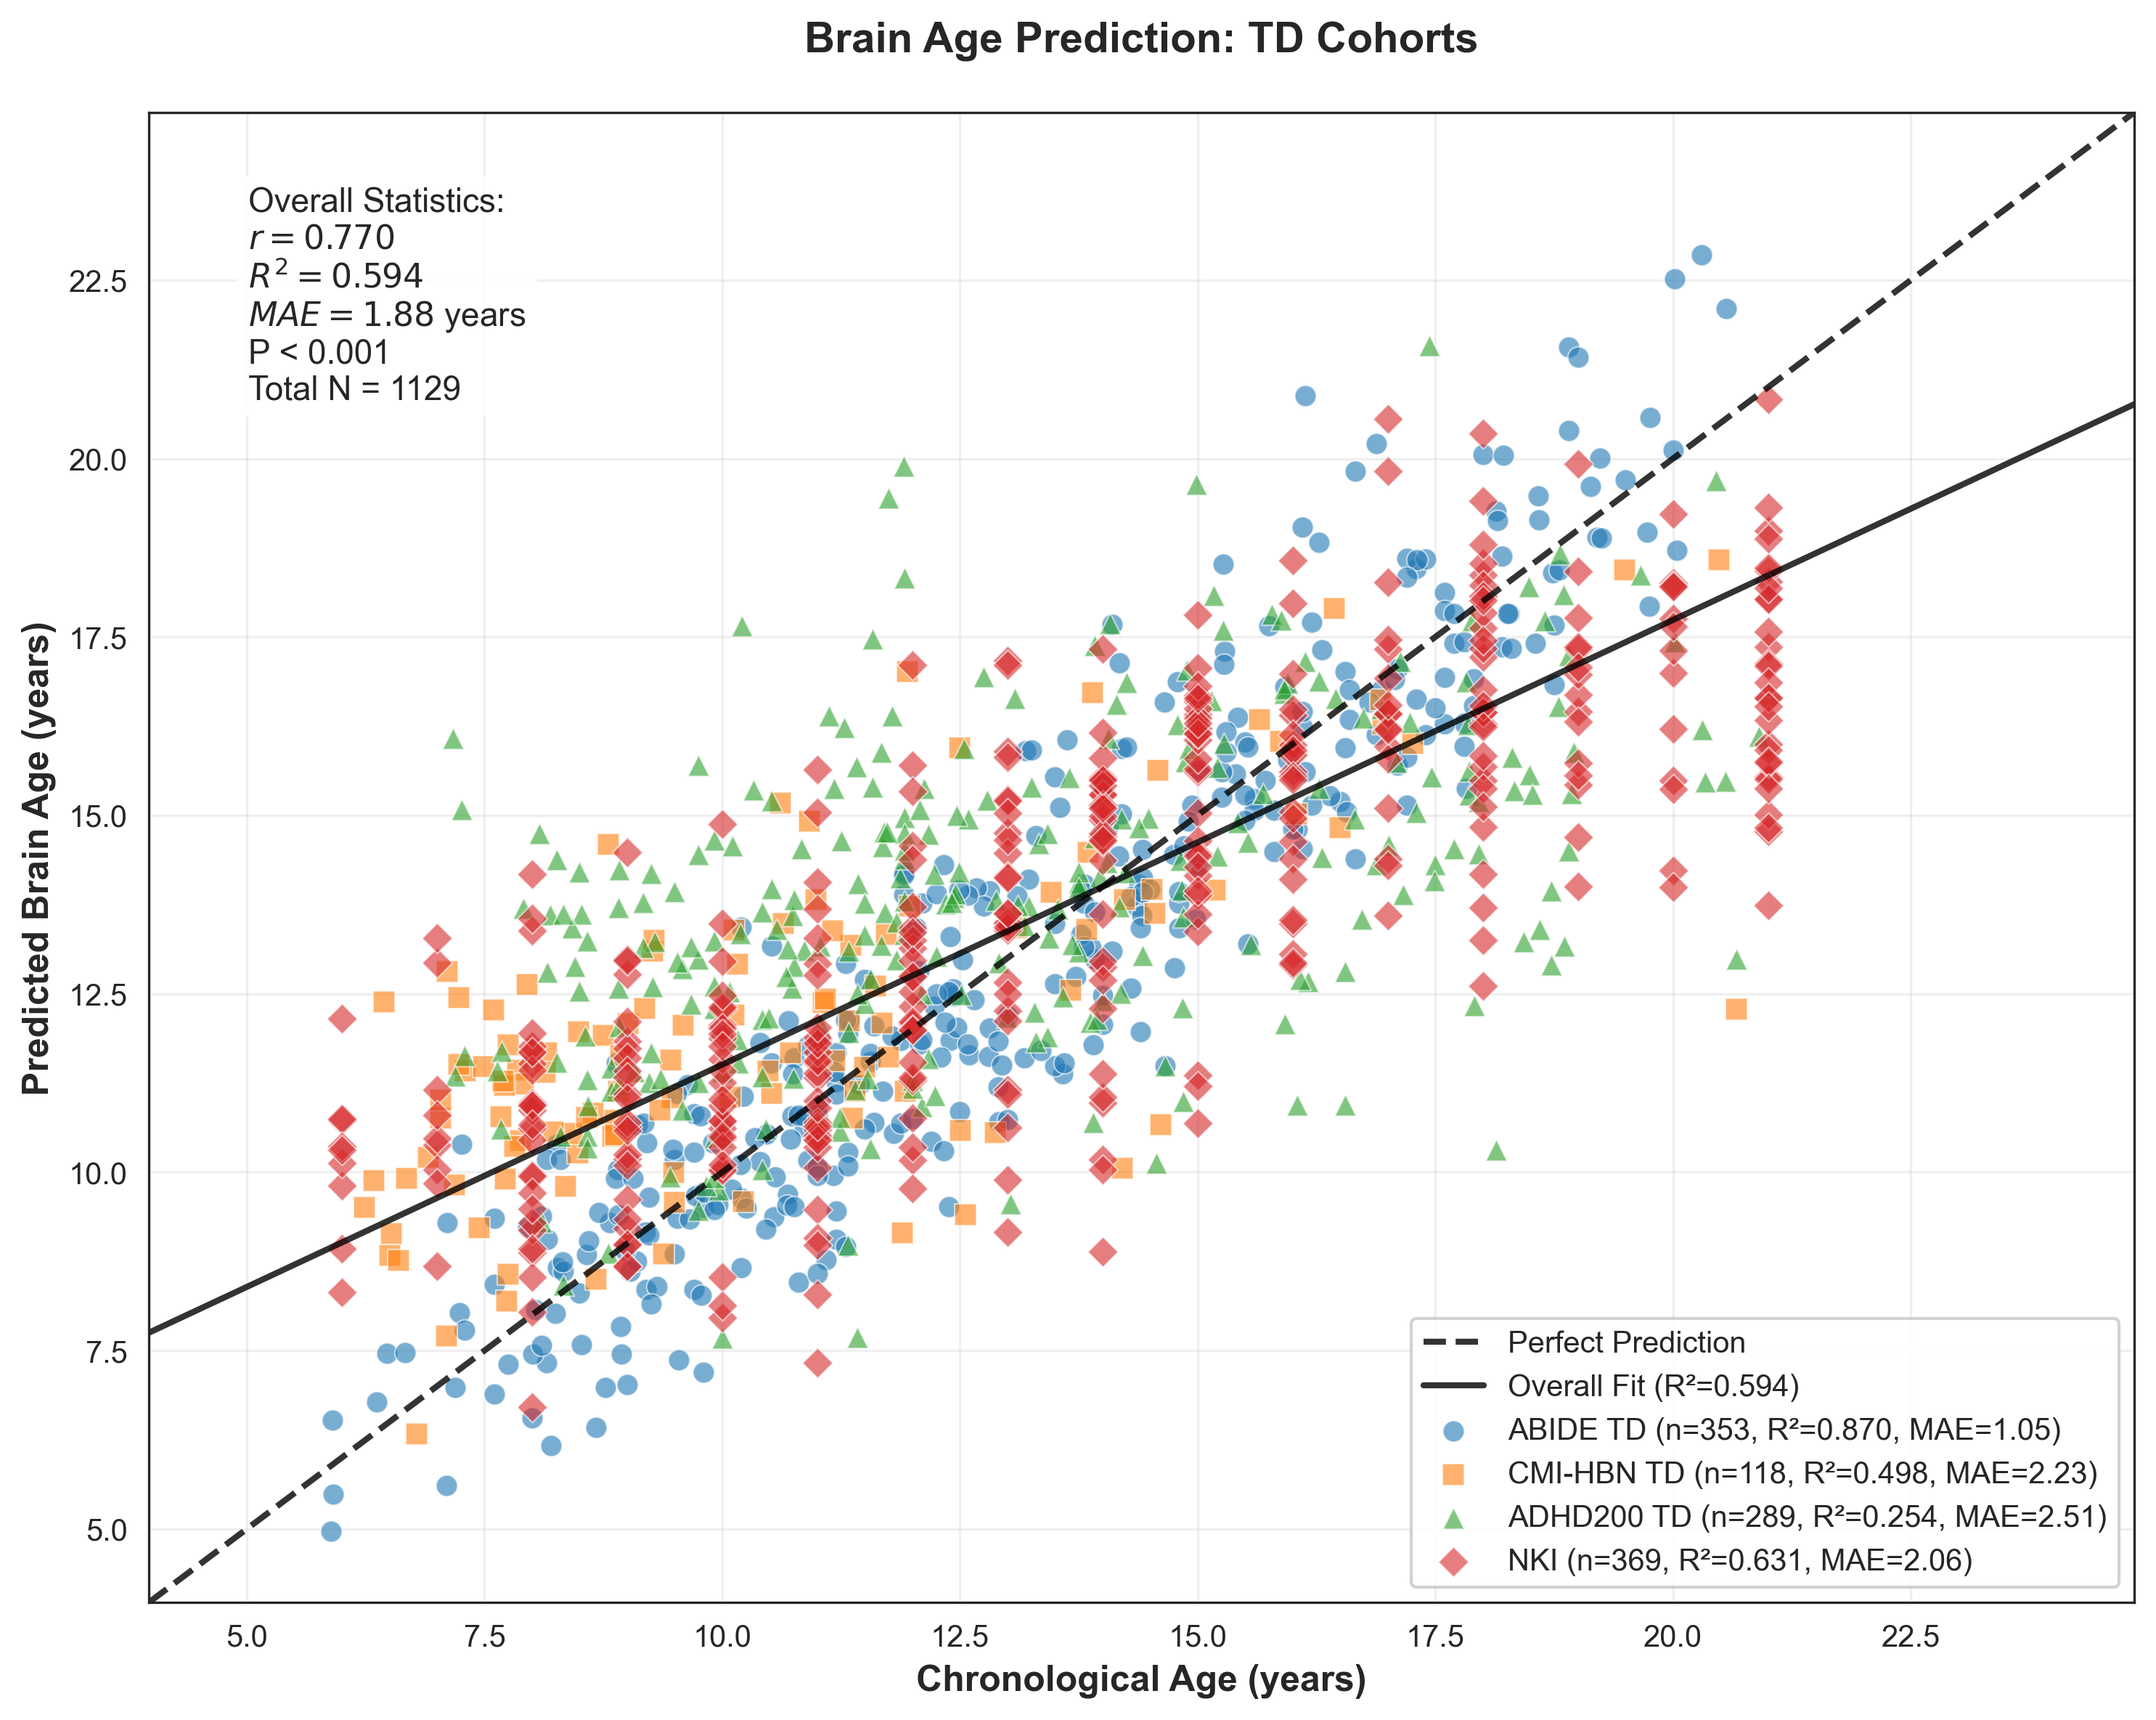 Brain Age Prediction: TD Cohorts
Overall Statistics:
r = 0.770
R² = 0.594
MAE = 1.88 years
P < 0.001
Total N = 1129
Predicted Brain Age (years)
22.5
20.0
17.5
15.0
12.5
10.0
7.5
5.0
Perfect Prediction
Overall Fit (R²=0.594)
ABIDE TD (n=353, R²=0.870, MAE=1.05)
CMI-HBN TD (n=118, R²=0.498, MAE=2.23)
ADHD200 TD (n=289, R²=0.254, MAE=2.51)
NKI (n=369, R²=0.631, MAE=2.06)
5.0 7.5 10.0 12.5 15.0 17.5 20.0 22.5
Chronological Age (years)